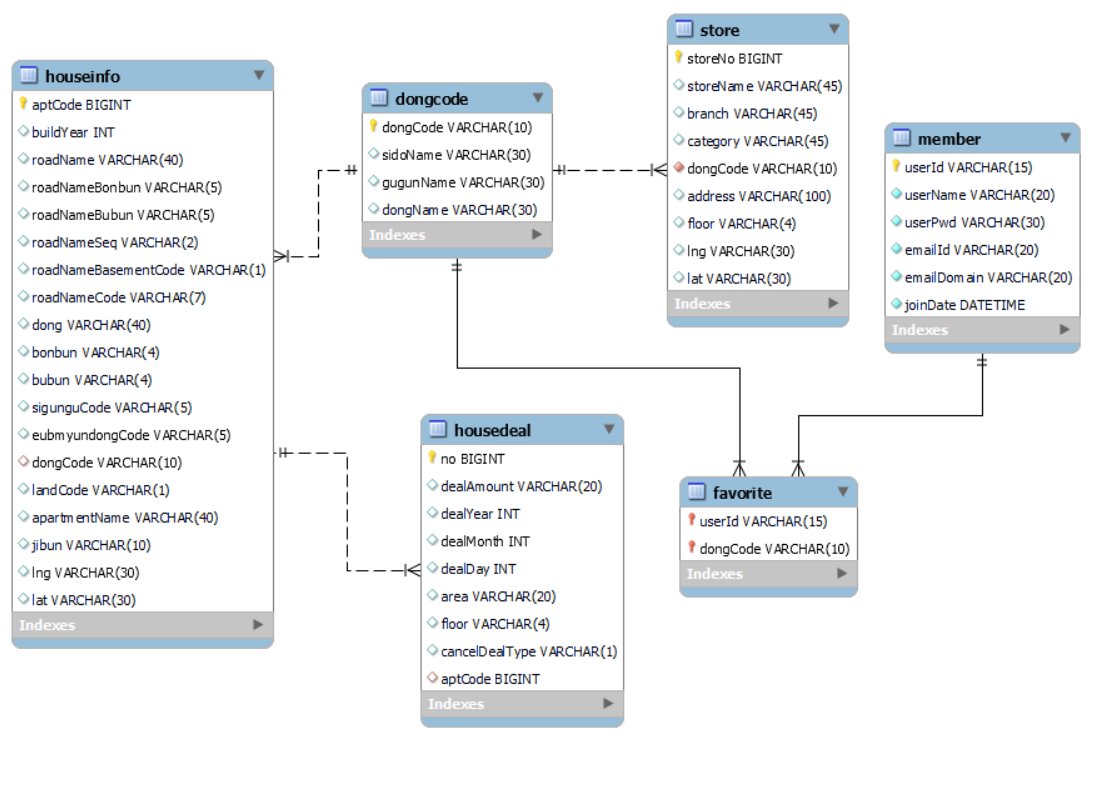 houseinfo
aptCode BIGINT
buildYear INT
roadName VARCHAR(40)
roadNameBonbun VARCHAR(5)
roadNameBubun VARCHAR(5)
roadNameSeq VARCHAR(2)
roadNameBasementCode VARCHAR(1)
roadNameCode VARCHAR(7)
dong VARCHAR(40)
bonbun VARCHAR(4)
bubun VARCHAR(4)
sigunguCode VARCHAR(5)
eubmyundongCode VARCHAR(5)
dongCode VARCHAR(10)
landCode VARCHAR(1)
apartmentName VARCHAR(40)
jibun VARCHAR(10)
lng VARCHAR(30)
lat VARCHAR(30)
Indexes
dongcode
dongCode VARCHAR(10)
sidoName VARCHAR(30)
gugunName VARCHAR(30)
dongName VARCHAR(30)
Indexes
store
storeNo BIGINT
storeName VARCHAR(45)
branch VARCHAR(45)
category VARCHAR(45)
dongCode VARCHAR(10)
address VARCHAR(100)
floor VARCHAR(4)
lng VARCHAR(30)
lat VARCHAR(30)
Indexes
member
userId VARCHAR(15)
userName VARCHAR(20)
userPwd VARCHAR(30)
emailId VARCHAR(20)
emailDomain VARCHAR(20)
joinDate DATETIME
Indexes
housedeal
no BIGINT
dealAmount VARCHAR(20)
dealYear INT
dealMonth INT
dealDay INT
area VARCHAR(20)
floor VARCHAR(4)
cancelDealType VARCHAR(1)
aptCode BIGINT
Indexes
favorite
userId VARCHAR(15)
dongCode VARCHAR(10)
Indexes